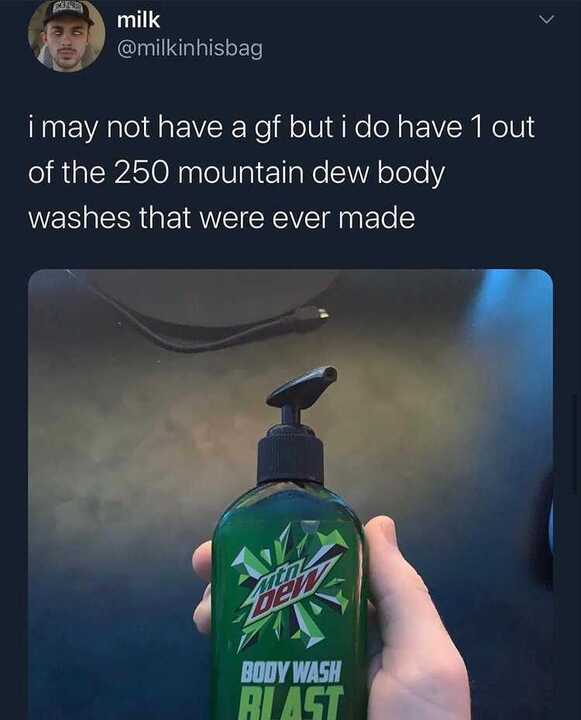 milk
@milkinhisbag
i may not have a gf but i do have 1 out
of the 250 mountain dew body
washes that were ever made
mtn
DEW
BODY WASH
BLAST